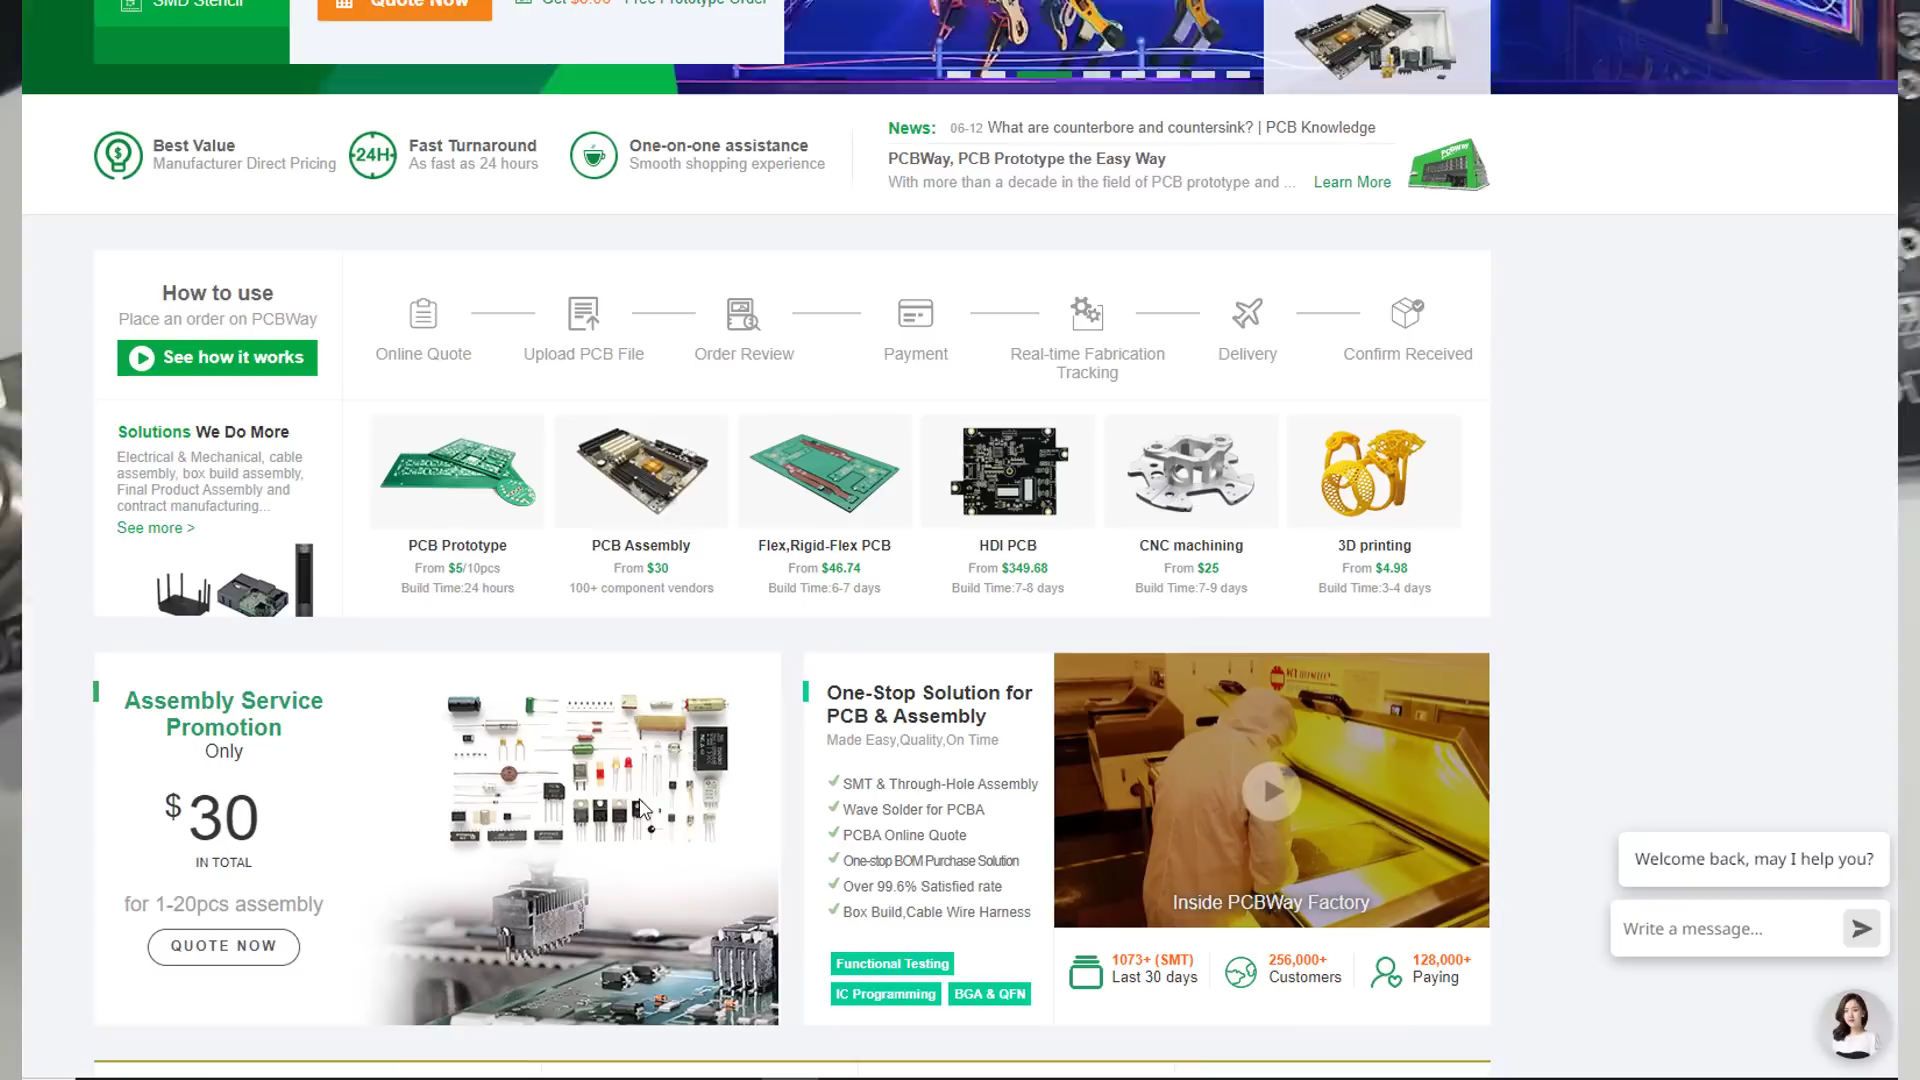 SMD Stencil
Quote Now
Free Prototype Order
Best Value
Manufacturer Direct Pricing
24H
Fast Turnaround
As fast as 24 hours
One-on-one assistance
Smooth shopping experience
News: 06-12 What are counterbore and countersink? | PCB Knowledge
PCBWay, PCB Prototype the Easy Way
With more than a decade in the field of PCB prototype and ... Learn More
PCBWay
How to use
Place an order on PCBWay
See how it works
Online Quote
Upload PCB File
Order Review
Payment
Real-time Fabrication
Tracking
Delivery
Confirm Received
Solutions We Do More
Electrical & Mechanical, cable
assembly, box build assembly,
Final Product Assembly and
contract manufacturing...
See more >
PCB Prototype
From $5/10pcs
Build Time:24 hours
PCB Assembly
From $30
100+ component vendors
Flex,Rigid-Flex PCB
From $46.74
Build Time:6-7 days
HDI PCB
From $349.68
Build Time:7-8 days
CNC machining
From $25
Build Time:7-9 days
3D printing
From $4.98
Build Time:3-4 days
Assembly Service
Promotion
Only
$30
IN TOTAL
for 1-20pcs assembly
QUOTE NOW
One-Stop Solution for
PCB & Assembly
Made Easy,Quality,On Time
SMT & Through-Hole Assembly
Wave Solder for PCBA
PCBA Online Quote
One-stop BOM Purchase Solution
Over 99.6% Satisfied rate
Box Build,Cable Wire Harness
Functional Testing
IC Programming
BGA & QFN
Inside PCBWay Factory
1073+ (SMT)
Last 30 days
256,000+
Customers
128,000+
Paying
Welcome back, may I help you?
Write a message...